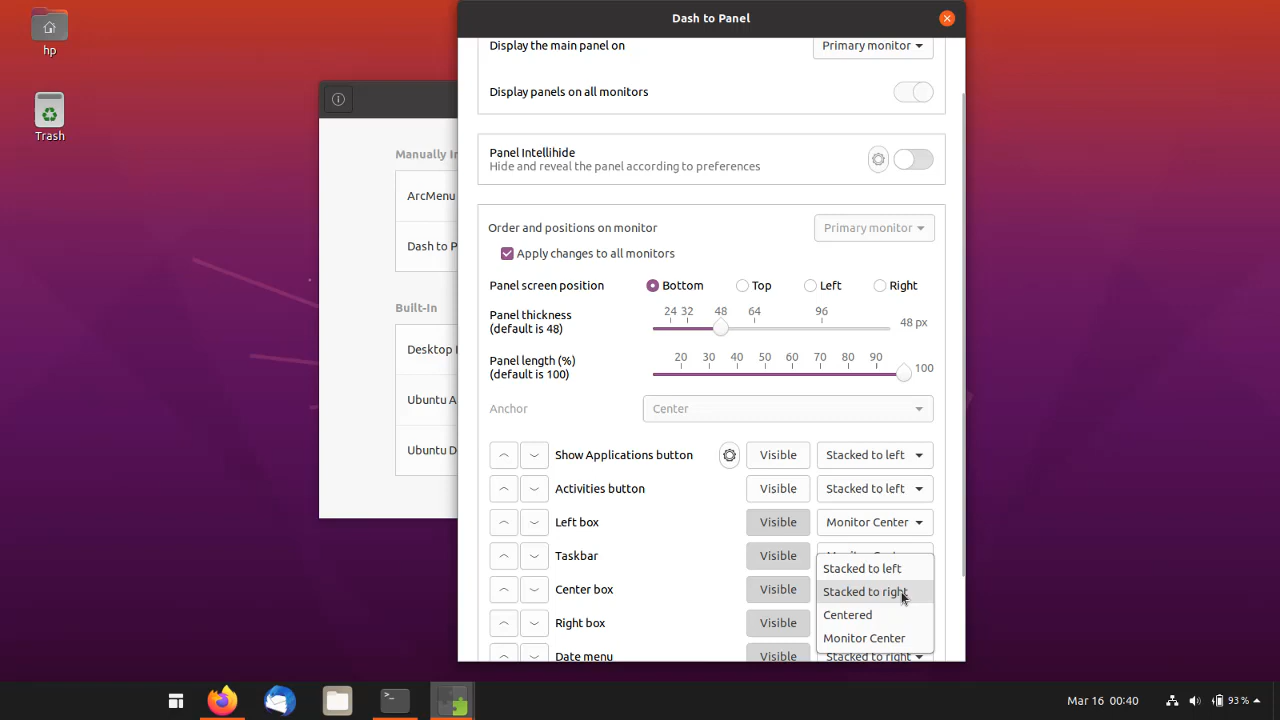 hp
Trash
Dash to Panel
Display the main panel on
Primary monitor
Display panels on all monitors
Panel Intellihide
Hide and reveal the panel according to preferences
Order and positions on monitor
Primary monitor
Apply changes to all monitors
Panel screen position
Bottom
Top
Left
Right
Panel thickness
(default is 48)
24 32 48 64 96
48 px
Panel length (%)
(default is 100)
20 30 40 50 60 70 80 90
100
Anchor
Center
Show Applications button
Visible
Stacked to left
Activities button
Visible
Stacked to left
Left box
Visible
Monitor Center
Taskbar
Visible
Center box
Visible
Right box
Visible
Date menu
Visible
Stacked to right
Stacked to left
Stacked to right
Centered
Monitor Center
Manually In
ArcMenu
Dash to P
Built-In
Desktop I
Ubuntu A
Ubuntu D
Mar 16 00:40
93 %